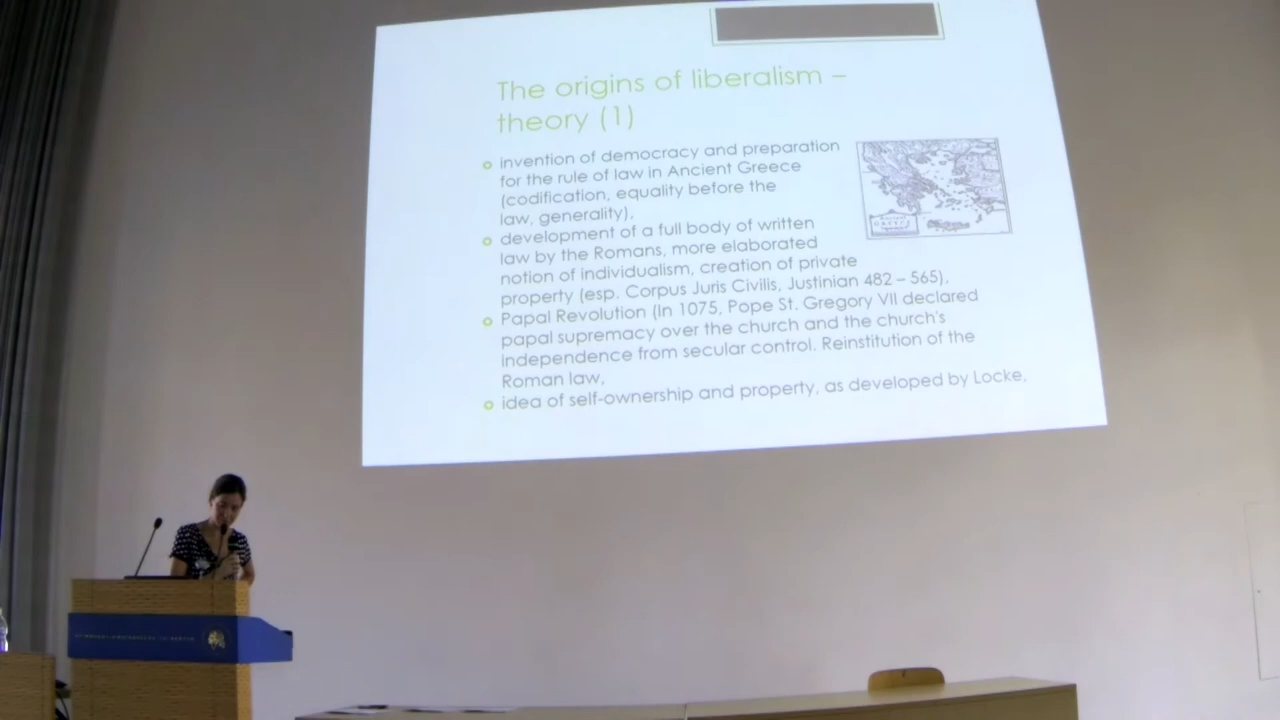 The origins of liberalism –
theory (1)
invention of democracy and preparation
for the rule of law in Ancient Greece
(codification, equality before the
law, generality),
development of a full body of written
law by the Romans, more elaborated
notion of individualism, creation of private
property (esp. Corpus Juris Civilis, Justinian 482 – 565),
Papal Revolution (In 1075, Pope St. Gregory VII declared
papal supremacy over the church and the church's
independence from secular control. Reinstitution of the
Roman law,
idea of self-ownership and property, as developed by Locke,